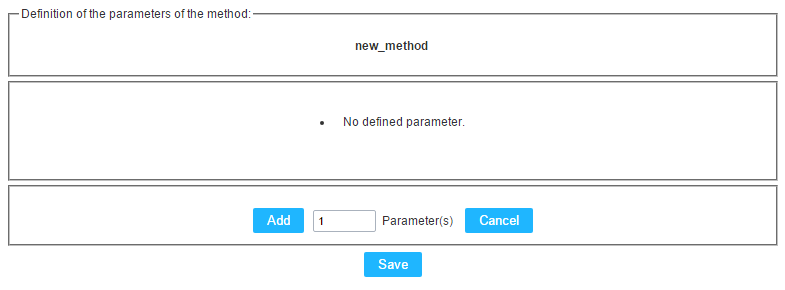 Definition of the parameters of the method:
new_method
• No defined parameter.
Add 1 Parameter(s) Cancel
Save